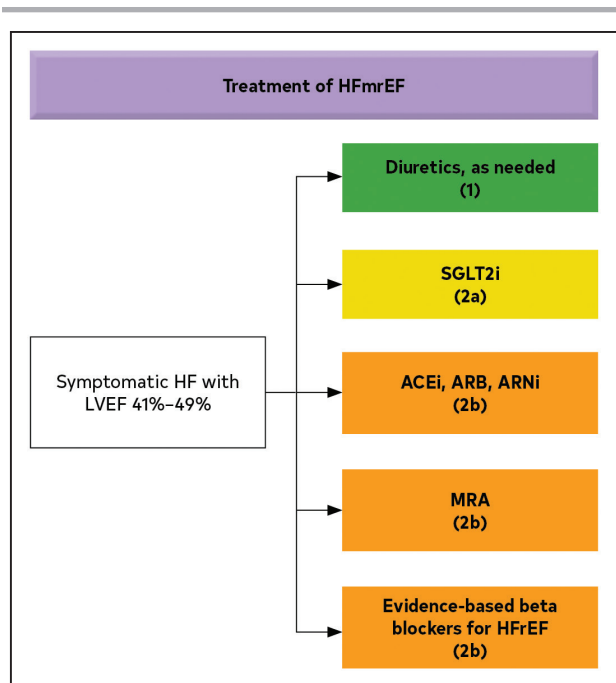 Treatment of HFmrEF
Diuretics, as needed
(1)
SGLT2i
(2a)
Symptomatic HF with
LVEF 41%–49%
ACEi, ARB, ARNi
(2b)
MRA
(2b)
Evidence-based beta
blockers for HFrEF
(2b)